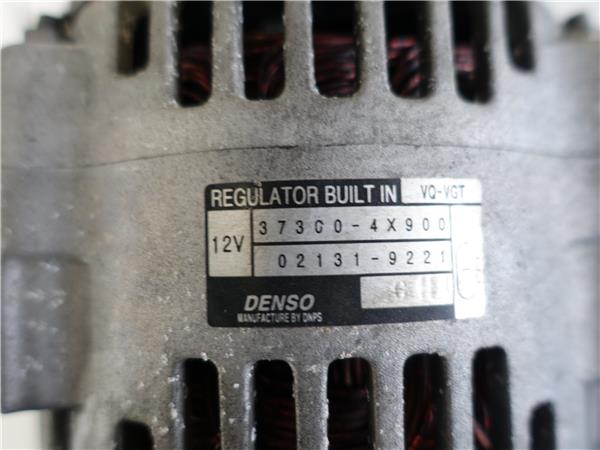 REGULATOR BUILT IN VQ-VGT
12V
37300-4X900
02131-9221
DENSO
MANUFACTURE BY DNPS